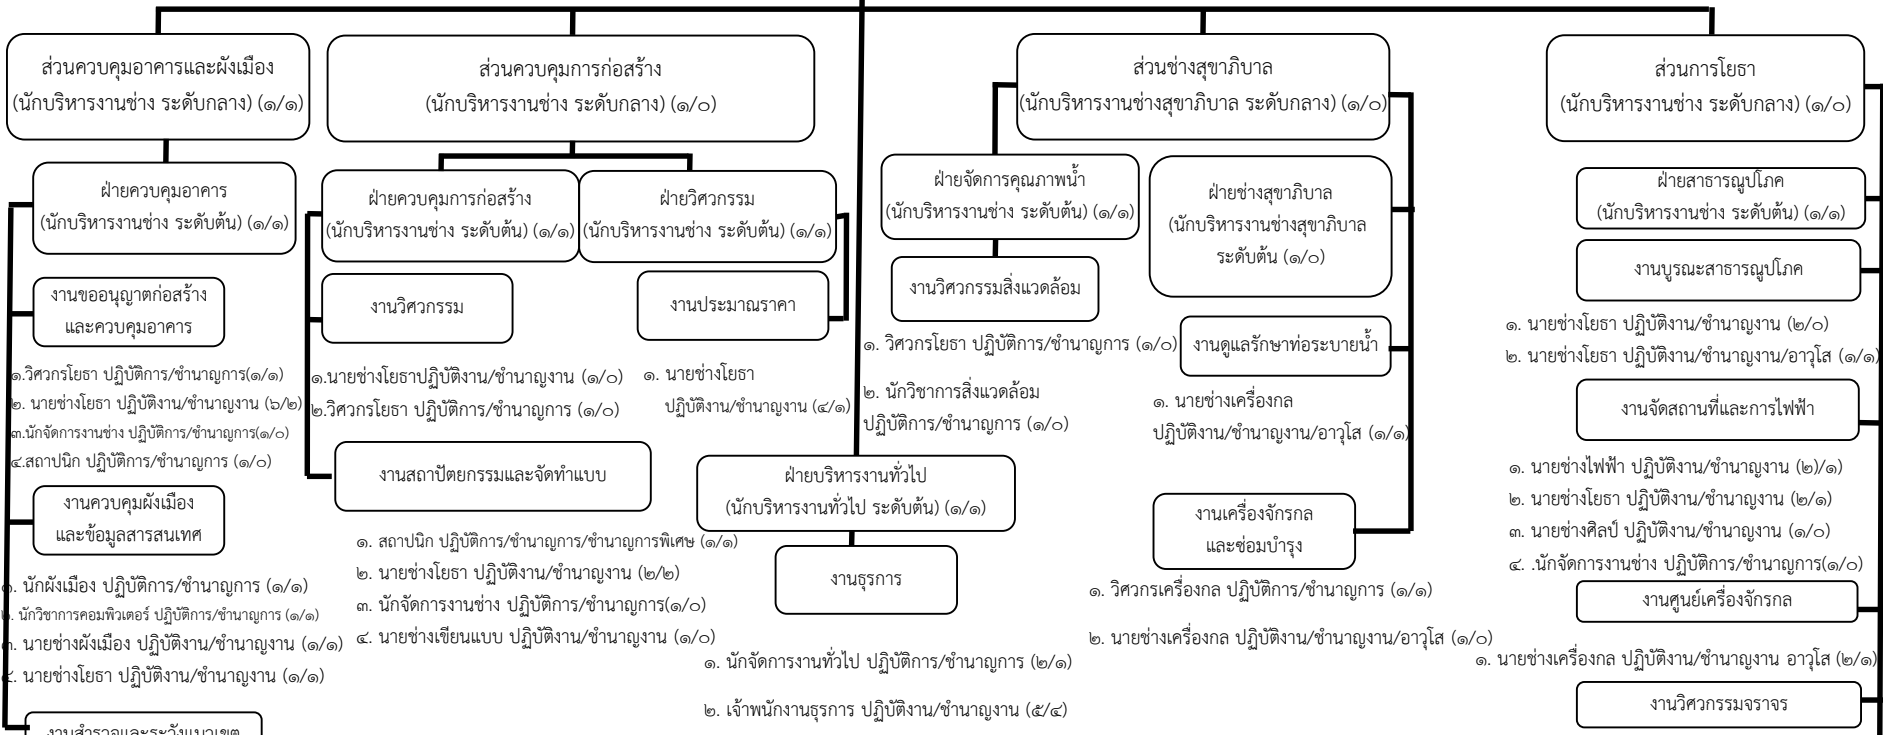 ส่วนควบคุมอาคารและผังเมือง
(นักบริหารงานช่าง ระดับกลาง) (๑/๑)
ฝ่ายควบคุมอาคาร
(นักบริหารงานช่าง ระดับต้น) (๑/๑)
งานขออนุญาตก่อสร้าง
และควบคุมอาคาร
๑.วิศวกรโยธา ปฏิบัติการ/ชำนาญการ(๑/๑)
๒. นายช่างโยธา ปฏิบัติงาน/ชำนาญงาน (๖/๒)
๓.นักจัดการงานช่าง ปฏิบัติการ/ชำนาญการ(๑/๐)
๔.สถาปนิก ปฏิบัติการ/ชำนาญการ (๑/๐)
งานควบคุมผังเมือง
และข้อมูลสารสนเทศ
๑. นักผังเมือง ปฏิบัติการ/ชำนาญการ (๑/๑)
๒. นักวิชาการคอมพิวเตอร์ ปฏิบัติการ/ชำนาญการ (๑/๑)
๓. นายช่างผังเมือง ปฏิบัติงาน/ชำนาญงาน (๑/๑)
๔. นายช่างโยธา ปฏิบัติงาน/ชำนาญงาน (๑/๑)
งานสำรวจและระวังแนวเขต
ส่วนควบคุมการก่อสร้าง
(นักบริหารงานช่าง ระดับกลาง) (๑/๐)
ฝ่ายควบคุมการก่อสร้าง
(นักบริหารงานช่าง ระดับต้น) (๑/๑)
งานวิศวกรรม
๑.นายช่างโยธาปฏิบัติงาน/ชำนาญงาน (๑/๐)
๒.วิศวกรโยธา ปฏิบัติการ/ชำนาญการ (๑/๐)
งานสถาปัตยกรรมและจัดทำแบบ
๑. สถาปนิก ปฏิบัติการ/ชำนาญการ/ชำนาญการพิเศษ (๑/๑)
๒. นายช่างโยธา ปฏิบัติงาน/ชำนาญงาน (๒/๒)
๓. นักจัดการงานช่าง ปฏิบัติการ/ชำนาญการ(๑/๐)
๔. นายช่างเขียนแบบ ปฏิบัติงาน/ชำนาญงาน (๑/๐)
ฝ่ายวิศวกรรม
(นักบริหารงานช่าง ระดับต้น) (๑/๑)
งานประมาณราคา
๑. นายช่างโยธา
ปฏิบัติงาน/ชำนาญงาน (๔/๑)
ฝ่ายบริหารงานทั่วไป
(นักบริหารงานทั่วไป ระดับต้น) (๑/๑)
งานธุรการ
๑. นักจัดการงานทั่วไป ปฏิบัติการ/ชำนาญการ (๒/๑)
๒. เจ้าพนักงานธุรการ ปฏิบัติงาน/ชำนาญงาน (๕/๔)
ส่วนช่างสุขาภิบาล
(นักบริหารงานช่างสุขาภิบาล ระดับกลาง) (๑/๐)
ฝ่ายจัดการคุณภาพน้ำ
(นักบริหารงานช่าง ระดับต้น) (๑/๑)
งานวิศวกรรมสิ่งแวดล้อม
๑. วิศวกรโยธา ปฏิบัติการ/ชำนาญการ (๑/๐)
๒. นักวิชาการสิ่งแวดล้อม
ปฏิบัติการ/ชำนาญการ (๑/๐)
ฝ่ายช่างสุขาภิบาล
(นักบริหารงานช่างสุขาภิบาล
ระดับต้น (๑/๐)
งานดูแลรักษาท่อระบายน้ำ
๑. นายช่างเครื่องกล
ปฏิบัติงาน/ชำนาญงาน/อาวุโส (๑/๑)
งานเครื่องจักรกล
และซ่อมบำรุง
๑. วิศวกรเครื่องกล ปฏิบัติการ/ชำนาญการ (๑/๑)
๒. นายช่างเครื่องกล ปฏิบัติงาน/ชำนาญงาน/อาวุโส (๑/๐)
ส่วนการโยธา
(นักบริหารงานช่าง ระดับกลาง) (๑/๐)
ฝ่ายสาธารณูปโภค
(นักบริหารงานช่าง ระดับต้น) (๑/๑)
งานบูรณะสาธารณูปโภค
๑. นายช่างโยธา ปฏิบัติงาน/ชำนาญงาน (๒/๐)
๒. นายช่างโยธา ปฏิบัติงาน/ชำนาญงาน/อาวุโส (๑/๑)
งานจัดสถานที่และการไฟฟ้า
๑. นายช่างไฟฟ้า ปฏิบัติงาน/ชำนาญงาน (๒)/๑)
๒. นายช่างโยธา ปฏิบัติงาน/ชำนาญงาน (๒/๑)
๓. นายช่างศิลป์ ปฏิบัติงาน/ชำนาญงาน (๑/๐)
๔. .นักจัดการงานช่าง ปฏิบัติการ/ชำนาญการ(๑/๐)
งานศูนย์เครื่องจักรกล
๑. นายช่างเครื่องกล ปฏิบัติงาน/ชำนาญงาน อาวุโส (๒/๑)
งานวิศวกรรมจราจร